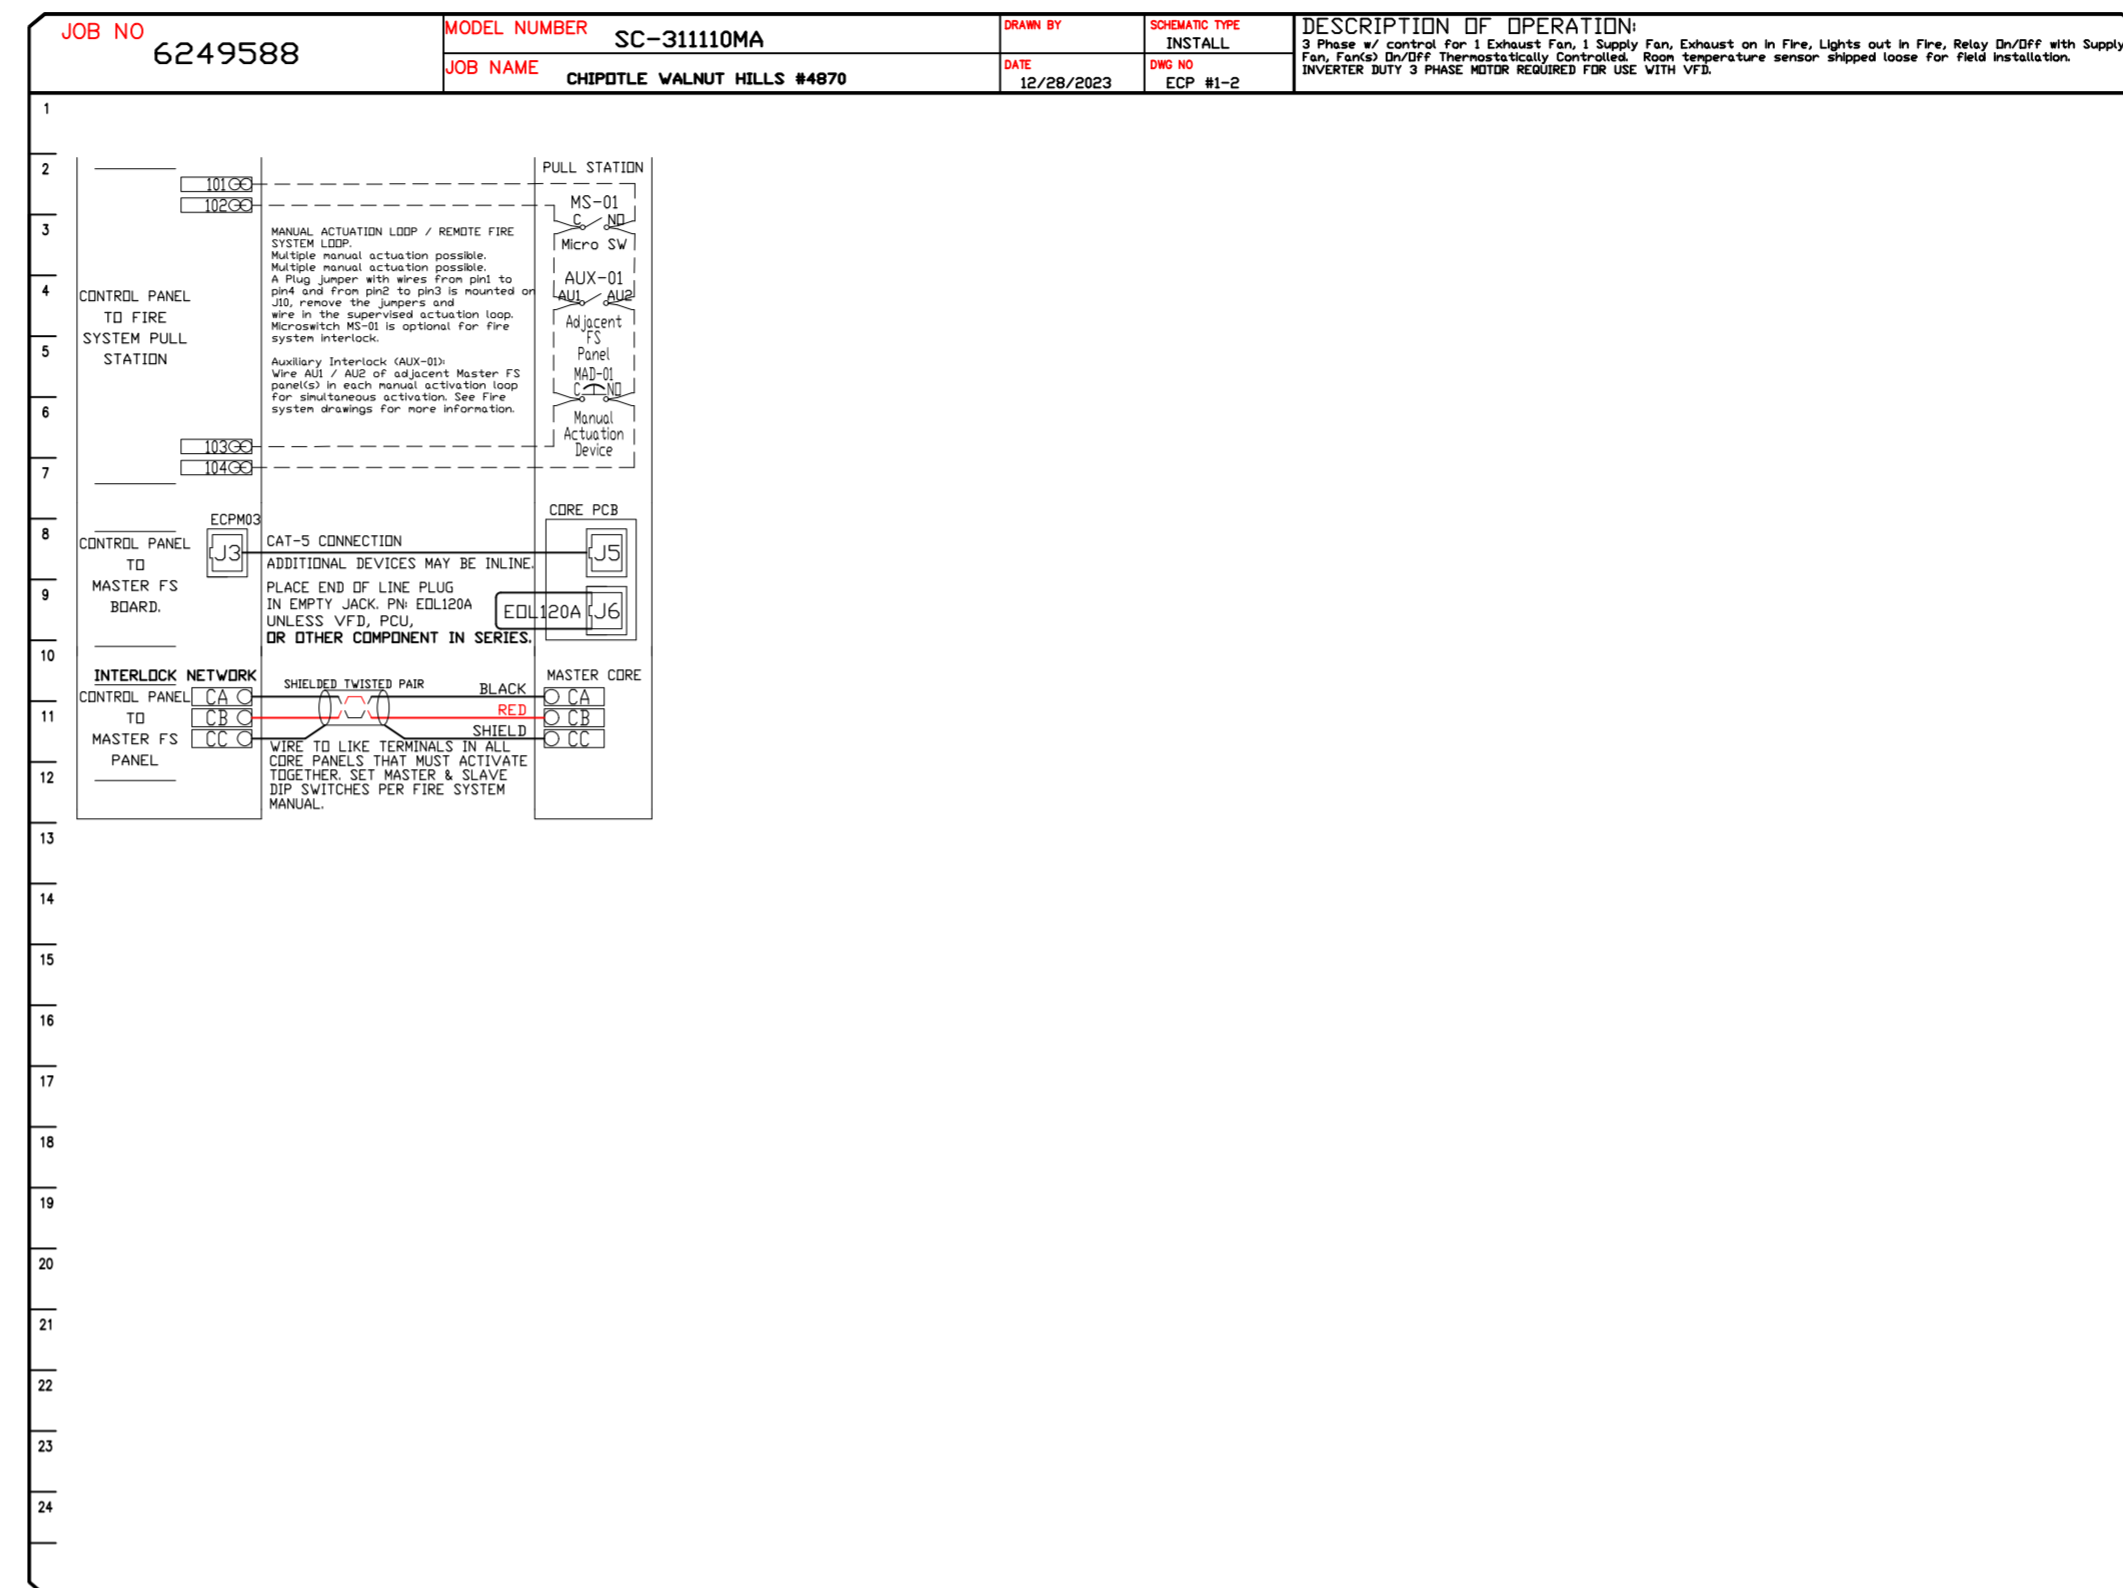 JOB NO
6249588
MODEL NUMBER
SC-311110MA
JOB NAME
CHIPOTLE WALNUT HILLS #4870
DRAWN BY
DATE
12/28/2023
SCHEMATIC TYPE
INSTALL
DWG NO
ECP #1-2
DESCRIPTION OF OPERATION:
3 Phase w/ control for 1 Exhaust Fan, 1 Supply Fan, Exhaust on in Fire, Lights out in Fire, Relay On/Off with Supply
Fan, Fan(s) On/Off Thermostatically Controlled. Room temperature sensor shipped loose for field installation.
INVERTER DUTY 3 PHASE MOTOR REQUIRED FOR USE WITH VFD.
1
2
3
4
5
6
7
8
9
10
11
12
13
14
15
16
17
18
19
20
21
22
23
24
CONTROL PANEL
TO FIRE
SYSTEM PULL
STATION
101
102
103
104
MANUAL ACTUATION LOOP / REMOTE FIRE
SYSTEM LOOP.
Multiple manual actuation possible.
Multiple manual actuation possible.
A Plug jumper with wires from pin1 to
pin4 and from pin2 to pin3 is mounted on
J10, remove the jumpers and
wire in the supervised actuation loop.
Microswitch MS-01 is optional for fire
system interlock.
Auxiliary Interlock (AUX-01):
Wire AU1 / AU2 of adjacent Master FS
panel(s) in each manual activation loop
for simultaneous activation. See Fire
system drawings for more information.
PULL STATION
MS-01
C NO
Micro SW
AUX-01
AU1 AU2
Adjacent
FS
Panel
MAD-01
C NO
Manual
Actuation
Device
CONTROL PANEL
TO
MASTER FS
BOARD.
ECPM03
J3
CAT-5 CONNECTION
ADDITIONAL DEVICES MAY BE INLINE.
PLACE END OF LINE PLUG
IN EMPTY JACK. PN: EOL120A
UNLESS VFD, PCU,
OR OTHER COMPONENT IN SERIES.
CORE PCB
J5
EOL120A
J6
INTERLOCK NETWORK
CONTROL PANEL
TO
MASTER FS
PANEL
CA
CB
CC
SHIELDED TWISTED PAIR
BLACK
RED
SHIELD
WIRE TO LIKE TERMINALS IN ALL
CORE PANELS THAT MUST ACTIVATE
TOGETHER. SET MASTER & SLAVE
DIP SWITCHES PER FIRE SYSTEM
MANUAL.
MASTER CORE
CA
CB
CC